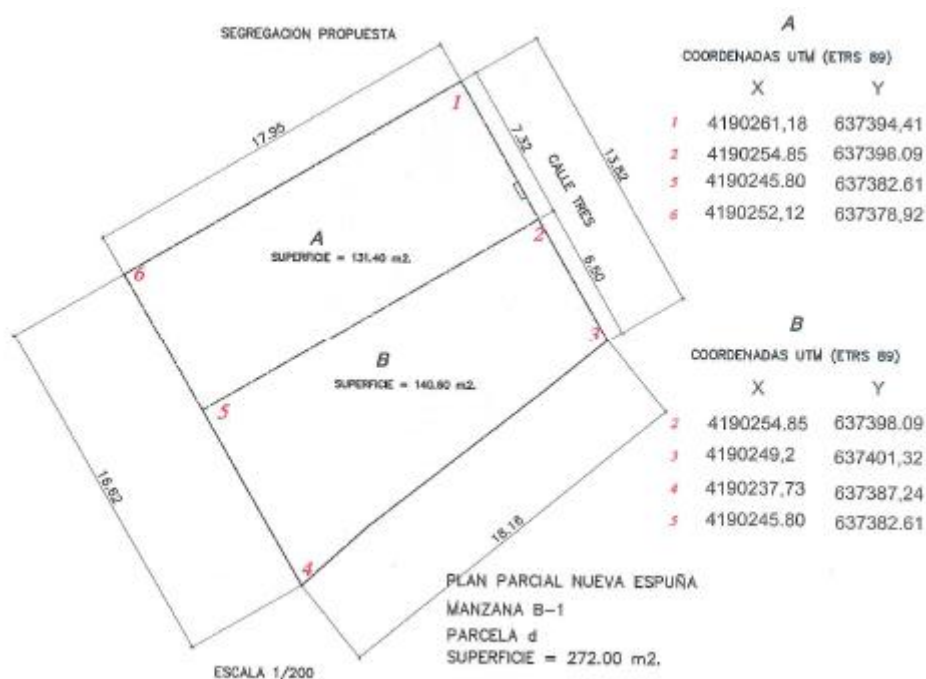 SEGREGACION PROPUESTA
17,95
1
7,32
CALLE TRES
13,82
A
SUPERFICIE = 131.40 m2.
2
6,50
6
3
B
SUPERFICIE = 140.60 m2.
5
16,62
18,18
4
ESCALA 1/200
PLAN PARCIAL NUEVA ESPUÑA
MANZANA B-1
PARCELA d
SUPERFICIE = 272.00 m2.
A
COORDENADAS UTM (ETRS 89)
X Y
1 4190261,18 637394,41
2 4190254.85 637398.09
5 4190245.80 637382.61
6 4190252,12 637378,92
B
COORDENADAS UTM (ETRS 89)
X Y
2 4190254,85 637398.09
3 4190249,2 637401,32
4 4190237,73 637387,24
5 4190245.80 637382.61